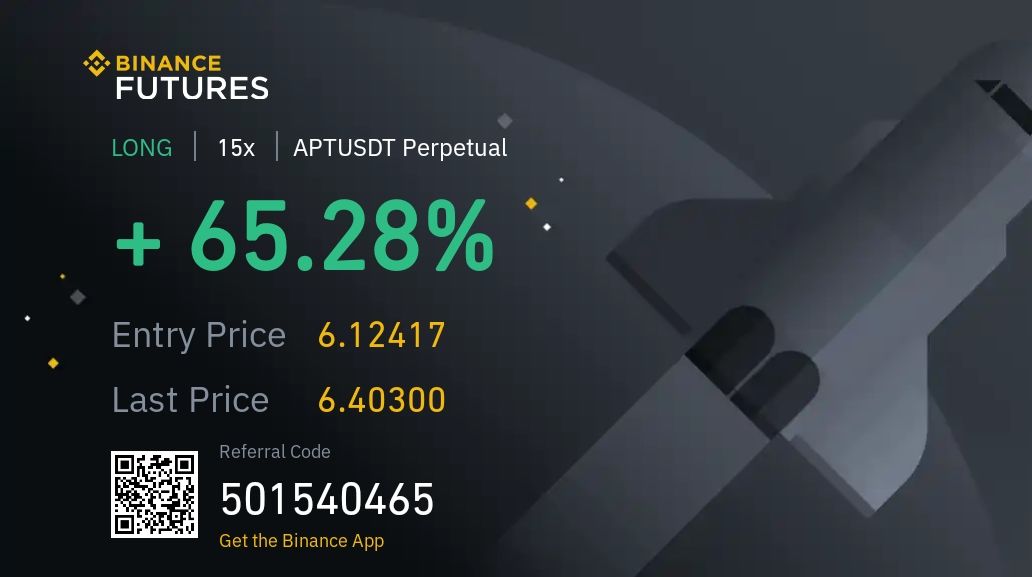 BINANCE
FUTURES
LONG | 15x | APTUSDT Perpetual
+ 65.28%
Entry Price 6.12417
Last Price 6.40300
Referral Code
501540465
Get the Binance App